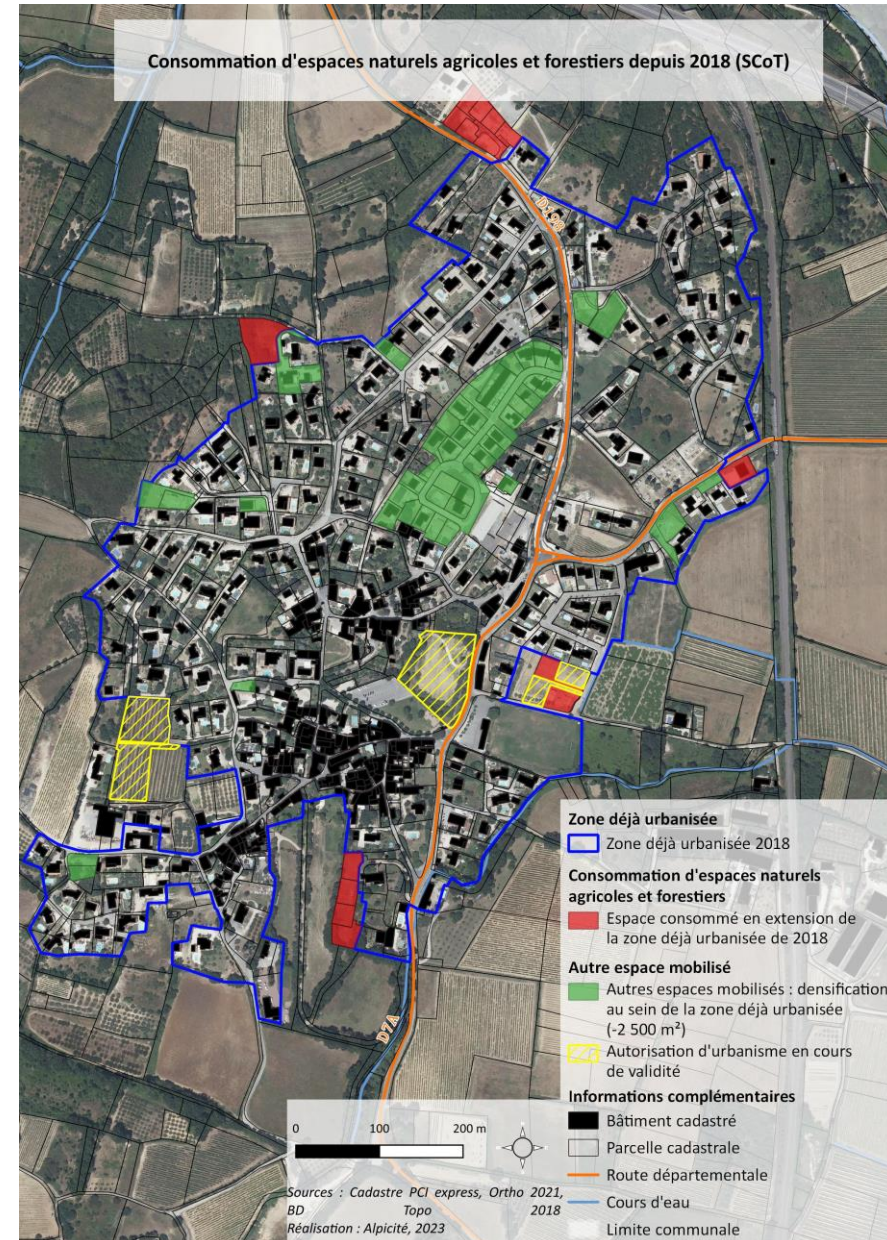 Consommation d'espaces naturels agricoles et forestiers depuis 2018 (SCoT)
D7A
Zone déjà urbanisée
Zone déjà urbanisée 2018
Consommation d'espaces naturels
agricoles et forestiers
Espace consommé en extension de
la zone déjà urbanisée de 2018
Autre espace mobilisé
Autres espaces mobilisés : densification
au sein de la zone déjà urbanisée
(-2 500 m²)
Autorisation d'urbanisme en cours
de validité
Informations complémentaires
Bâtiment cadastré
Parcelle cadastrale
Route départementale
Cours d'eau
Limite communale
0 100 200 m
Sources : Cadastre PCI express, Ortho 2021,
BD Topo 2018
Réalisation : Alpicité, 2023